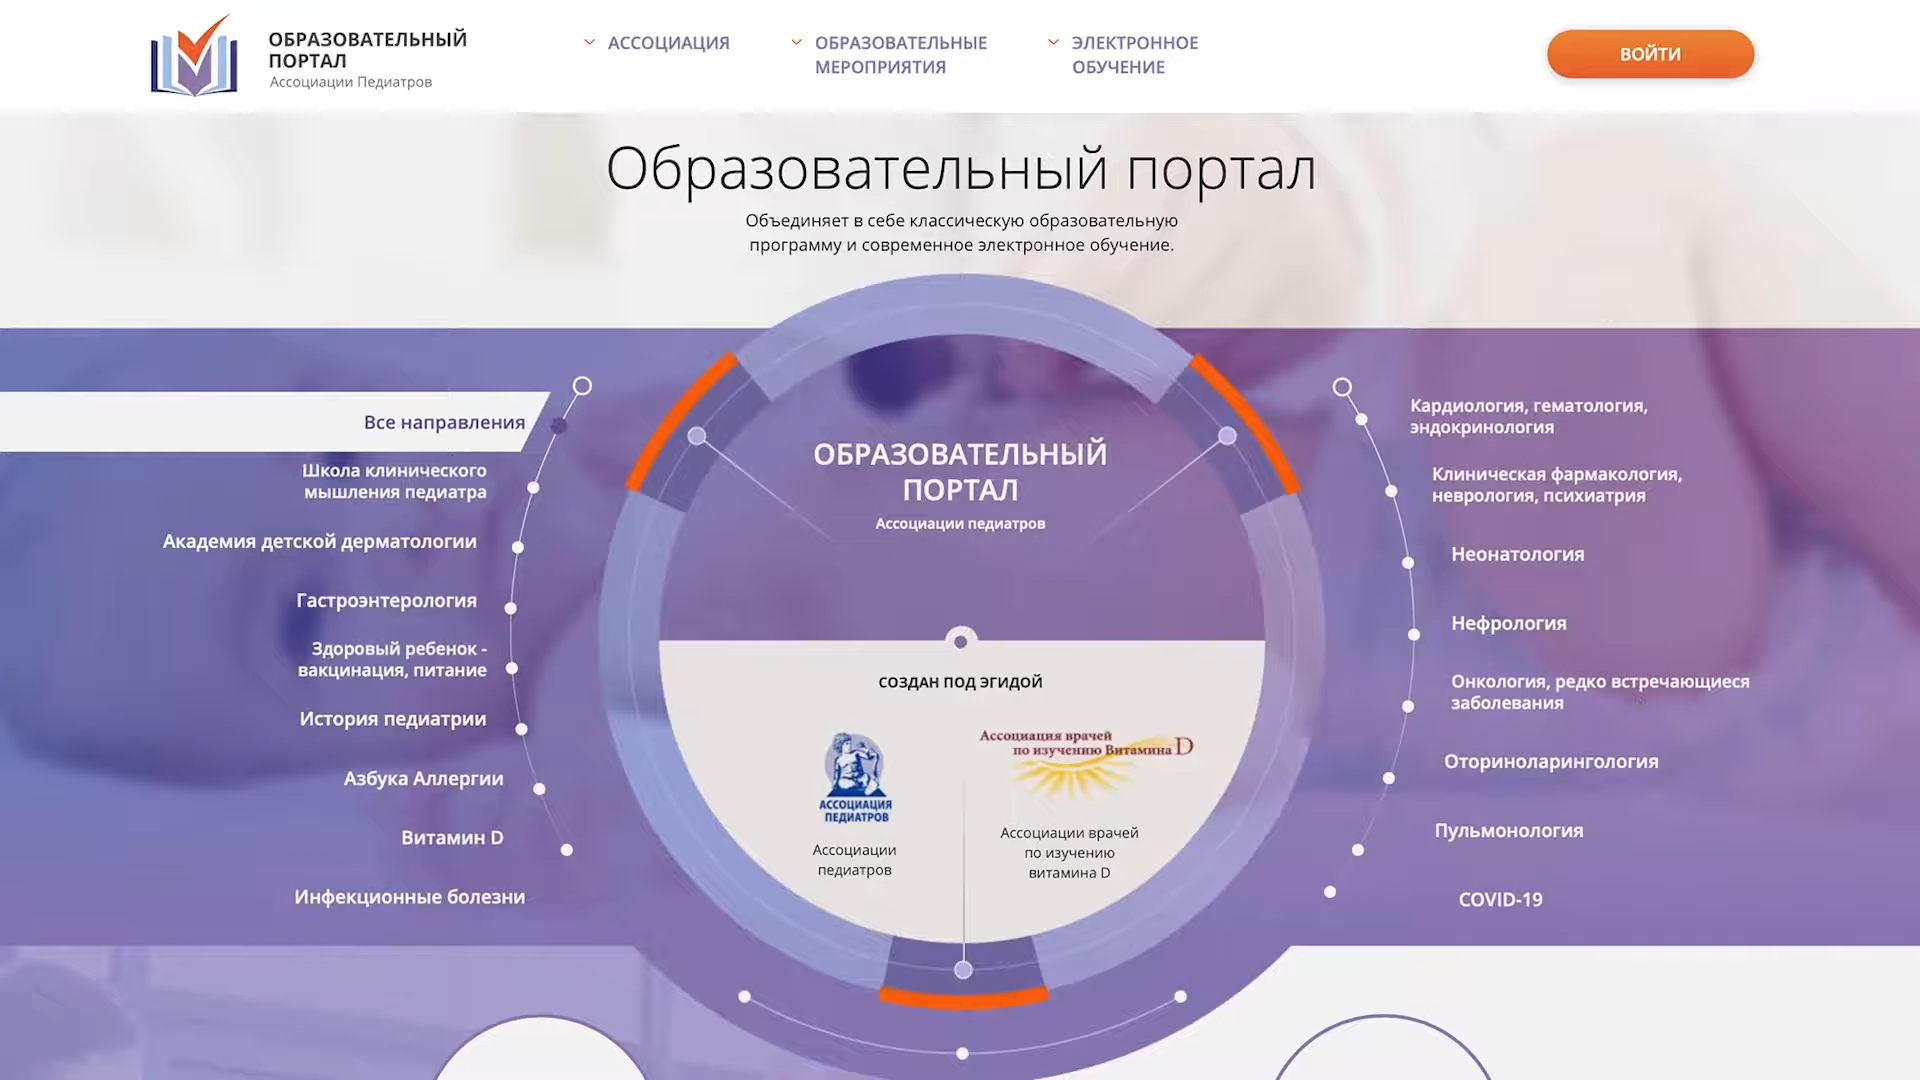 ОБРАЗОВАТЕЛЬНЫЙ
ПОРТАЛ
Ассоциации Педиатров
АССОЦИАЦИЯ
ОБРАЗОВАТЕЛЬНЫЕ
МЕРОПРИЯТИЯ
ЭЛЕКТРОННОЕ
ОБУЧЕНИЕ
ВОЙТИ
Образовательный портал
Объединяет в себе классическую образовательную
программу и современное электронное обучение.
Все направления
Школа клинического
мышления педиатра
Академия детской дерматологии
Гастроэнтерология
Здоровый ребенок -
вакцинация, питание
История педиатрии
Азбука Аллергии
Витамин D
Инфекционные болезни
ОБРАЗОВАТЕЛЬНЫЙ
ПОРТАЛ
Ассоциации педиатров
СОЗДАН ПОД ЭГИДОЙ
АССОЦИАЦИЯ
ПЕДИАТРОВ
Ассоциации
педиатров
Ассоциация врачей
по изучению Витамина D
Ассоциации врачей
по изучению
витамина D
Кардиология, гематология,
эндокринология
Клиническая фармакология,
неврология, психиатрия
Неонатология
Нефрология
Онкология, редко встречающиеся
заболевания
Оториноларингология
Пульмонология
COVID-19